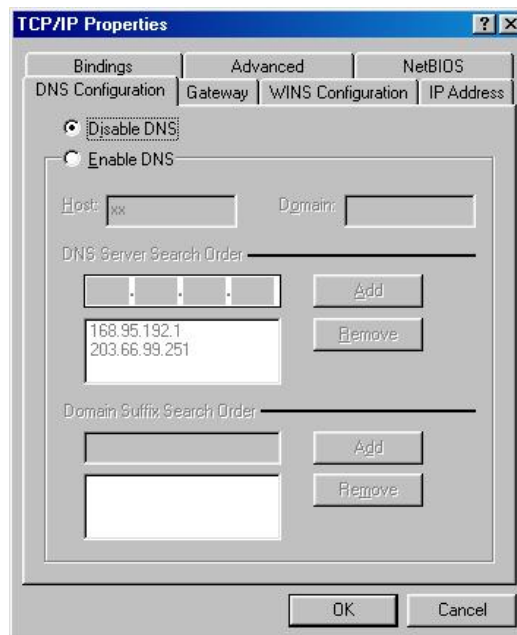 TCP/IP Properties
Bindings Advanced NetBIOS
DNS Configuration Gateway WINS Configuration IP Address
Disable DNS
Enable DNS
Host: xx Domain:
DNS Server Search Order
Add
168.95.192.1
203.66.99.251
Remove
Domain Suffix Search Order
Add
Remove
OK Cancel